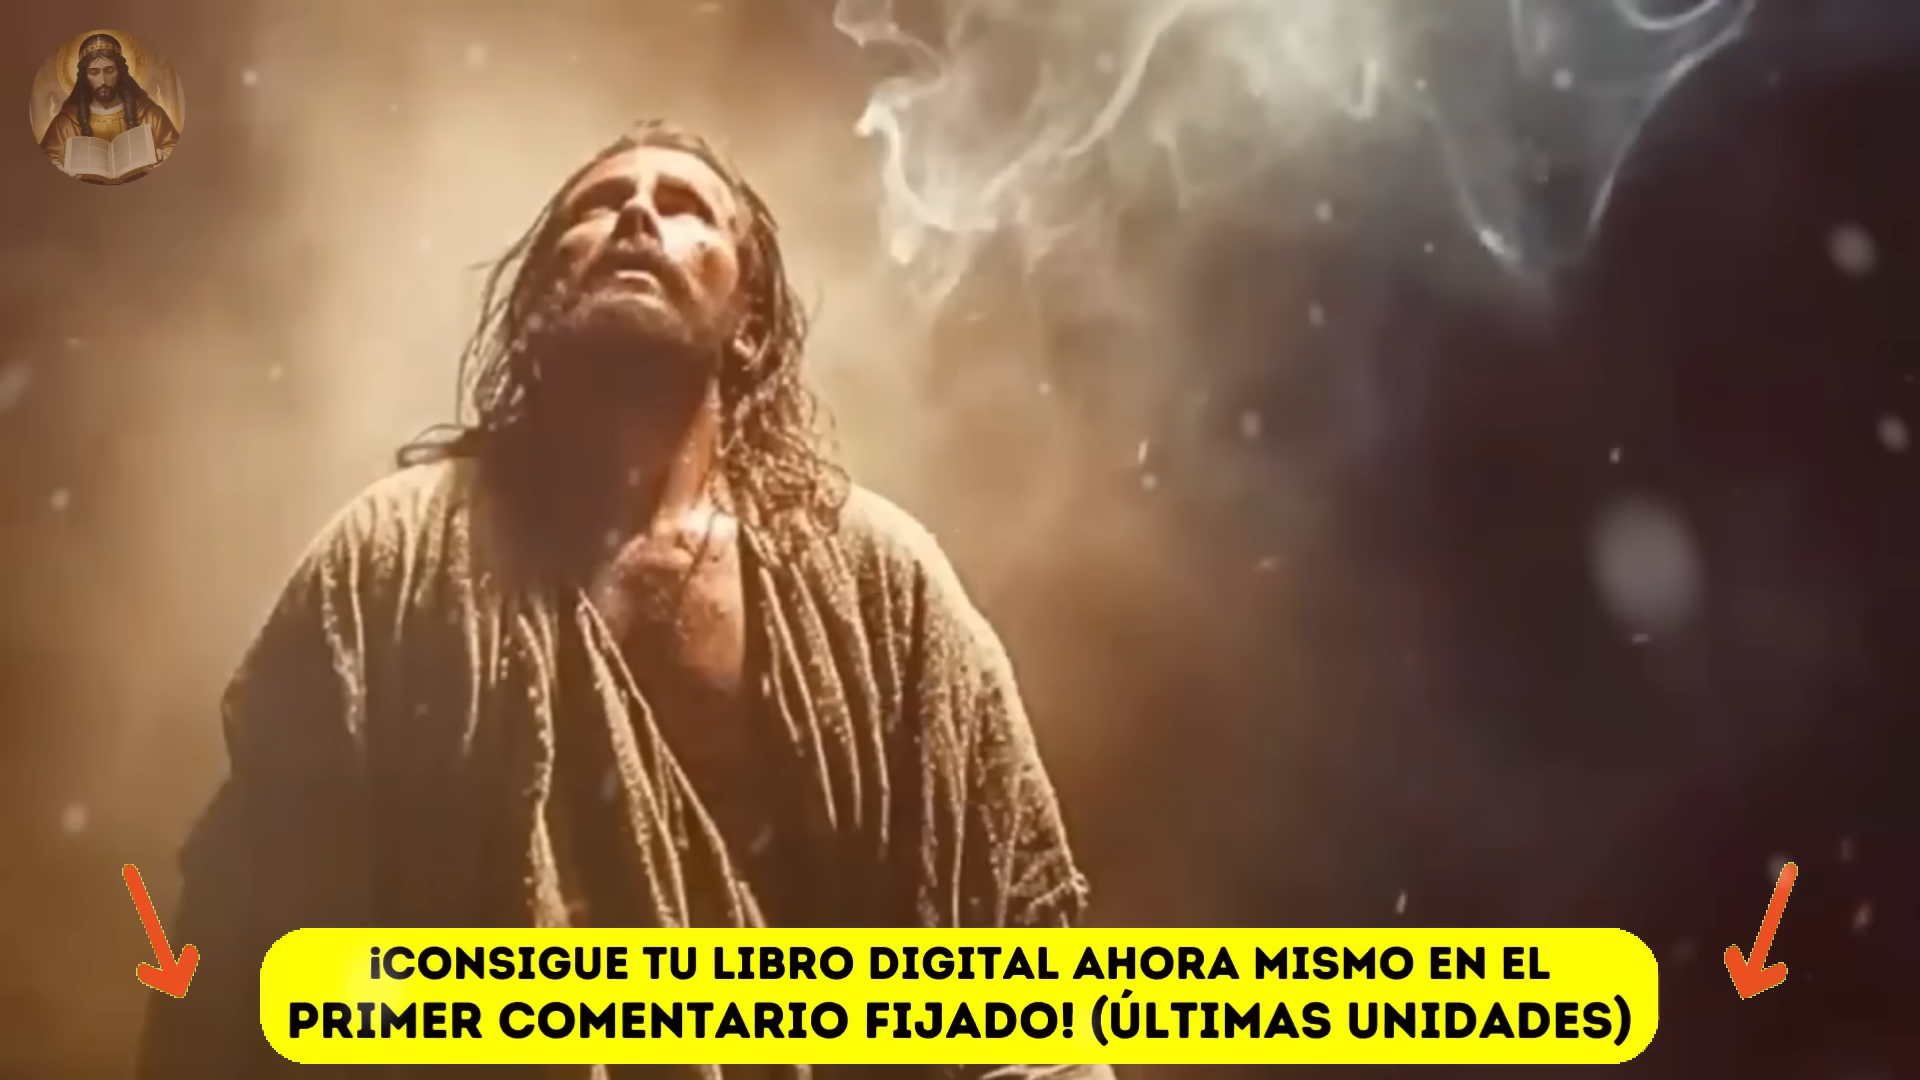 ¡CONSIGUE TU LIBRO DIGITAL AHORA MISMO EN EL
PRIMER COMENTARIO FIJADO! (ÚLTIMAS UNIDADES)